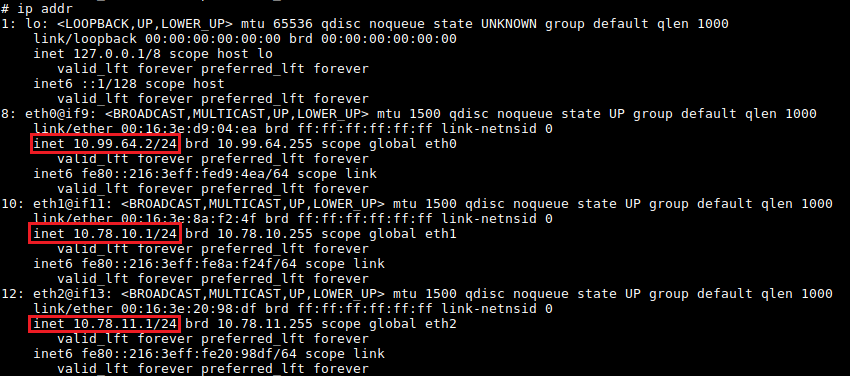 # ip addr
1: lo: <LOOPBACK,UP,LOWER_UP> mtu 65536 qdisc noqueue state UNKNOWN group default qlen 1000
link/loopback 00:00:00:00:00:00 brd 00:00:00:00:00:00
inet 127.0.0.1/8 scope host lo
valid_lft forever preferred_lft forever
inet6 ::1/128 scope host
valid_lft forever preferred_lft forever
8: eth0@if9: <BROADCAST,MULTICAST,UP,LOWER_UP> mtu 1500 qdisc noqueue state UP group default qlen 1000
link/ether 00:16:3e:d9:04:ea brd ff:ff:ff:ff:ff:ff link-netnsid 0
inet 10.99.64.2/24 brd 10.99.64.255 scope global eth0
valid_lft forever preferred_lft forever
inet6 fe80::216:3eff:fed9:4ea/64 scope link
valid_lft forever preferred_lft forever
10: eth1@if11: <BROADCAST,MULTICAST,UP,LOWER_UP> mtu 1500 qdisc noqueue state UP group default qlen 1000
link/ether 00:16:3e:8a:f2:4f brd ff:ff:ff:ff:ff:ff link-netnsid 0
inet 10.78.10.1/24 brd 10.78.10.255 scope global eth1
valid_lft forever preferred_lft forever
inet6 fe80::216:3eff:fe8a:f24f/64 scope link
valid_lft forever preferred_lft forever
12: eth2@if13: <BROADCAST,MULTICAST,UP,LOWER_UP> mtu 1500 qdisc noqueue state UP group default qlen 1000
link/ether 00:16:3e:20:98:df brd ff:ff:ff:ff:ff:ff link-netnsid 0
inet 10.78.11.1/24 brd 10.78.11.255 scope global eth2
valid_lft forever preferred_lft forever
inet6 fe80::216:3eff:fe20:98df/64 scope link
valid_lft forever preferred_lft forever